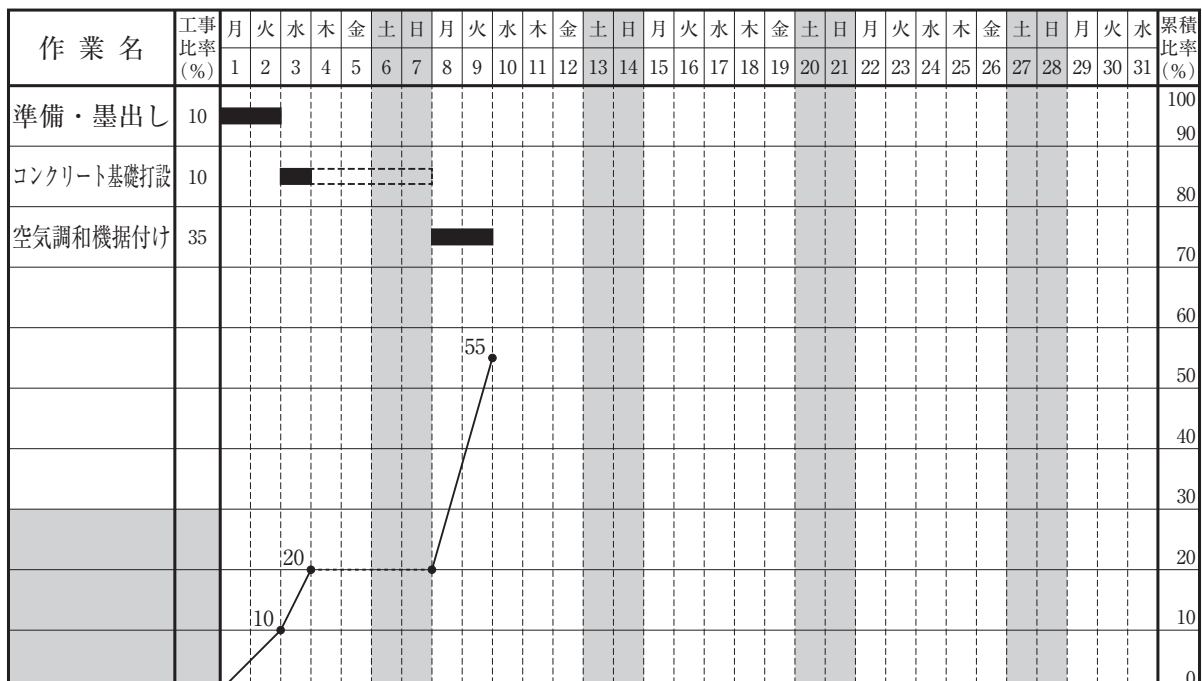 作業名 工事比率(%) 月 火 水 木 金 土 日 月 火 水 木 金 土 日 月 火 水 木 金 土 日 月 火 水 木 金 土 日 月 火 水 累積比率(%)
1 2 3 4 5 6 7 8 9 10 11 12 13 14 15 16 17 18 19 20 21 22 23 24 25 26 27 28 29 30 31
100
準備・墨出し 10
90
コンクリート基礎打設 10
80
空気調和機据付け 35
70
60
55
50
40
30
20
20
10
10
0